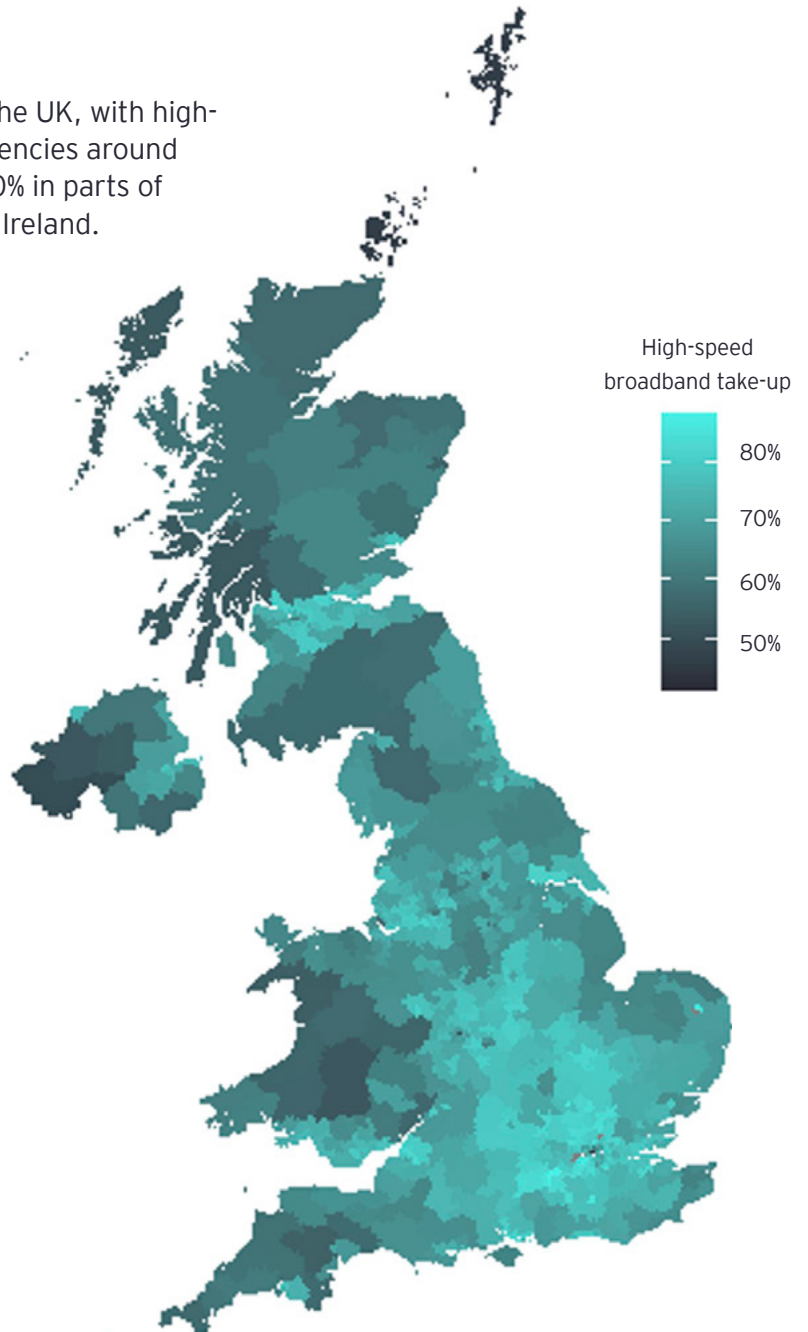 he UK, with high-
encies around
0% in parts of
Ireland.
High-speed
broadband take-up
80%
70%
60%
50%